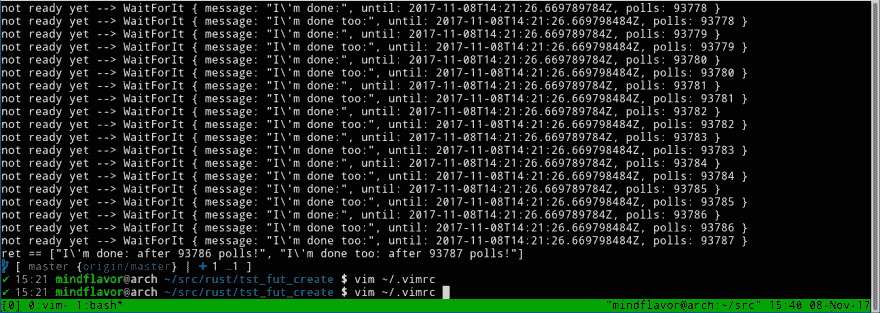 not ready yet --> WaitForIt { message: "I\'m done:", until: 2017-11-08T14:21:26.669789784Z, polls: 93778 }
not ready yet --> WaitForIt { message: "I\'m done too:", until: 2017-11-08T14:21:26.669798484Z, polls: 93778 }
not ready yet --> WaitForIt { message: "I\'m done:", until: 2017-11-08T14:21:26.669789784Z, polls: 93779 }
not ready yet --> WaitForIt { message: "I\'m done too:", until: 2017-11-08T14:21:26.669798484Z, polls: 93779 }
not ready yet --> WaitForIt { message: "I\'m done:", until: 2017-11-08T14:21:26.669789784Z, polls: 93780 }
not ready yet --> WaitForIt { message: "I\'m done too:", until: 2017-11-08T14:21:26.669798484Z, polls: 93780 }
not ready yet --> WaitForIt { message: "I\'m done:", until: 2017-11-08T14:21:26.669789784Z, polls: 93781 }
not ready yet --> WaitForIt { message: "I\'m done too:", until: 2017-11-08T14:21:26.669798484Z, polls: 93781 }
not ready yet --> WaitForIt { message: "I\'m done:", until: 2017-11-08T14:21:26.669789784Z, polls: 93782 }
not ready yet --> WaitForIt { message: "I\'m done too:", until: 2017-11-08T14:21:26.669798484Z, polls: 93782 }
not ready yet --> WaitForIt { message: "I\'m done:", until: 2017-11-08T14:21:26.669789784Z, polls: 93783 }
not ready yet --> WaitForIt { message: "I\'m done too:", until: 2017-11-08T14:21:26.669798484Z, polls: 93783 }
not ready yet --> WaitForIt { message: "I\'m done:", until: 2017-11-08T14:21:26.669789784Z, polls: 93784 }
not ready yet --> WaitForIt { message: "I\'m done too:", until: 2017-11-08T14:21:26.669798484Z, polls: 93784 }
not ready yet --> WaitForIt { message: "I\'m done:", until: 2017-11-08T14:21:26.669789784Z, polls: 93785 }
not ready yet --> WaitForIt { message: "I\'m done too:", until: 2017-11-08T14:21:26.669798484Z, polls: 93785 }
not ready yet --> WaitForIt { message: "I\'m done:", until: 2017-11-08T14:21:26.669789784Z, polls: 93786 }
not ready yet --> WaitForIt { message: "I\'m done too:", until: 2017-11-08T14:21:26.669798484Z, polls: 93786 }
not ready yet --> WaitForIt { message: "I\'m done too:", until: 2017-11-08T14:21:26.669798484Z, polls: 93787 }
ret == ["I\'m done: after 93786 polls!", "I\'m done too: after 93787 polls!"]
[ master {origin/master} | + 1 …1 ]
✔ 15:21 mindflavor@arch ~/src/rust/tst_fut_create $ vim ~/.vimrc
✔ 15:21 mindflavor@arch ~/src/rust/tst_fut_create $ vim ~/.vimrc
[0] 0:vim- 1:bash* "mindflavor@arch:~/src" 15:40 08-Nov-17